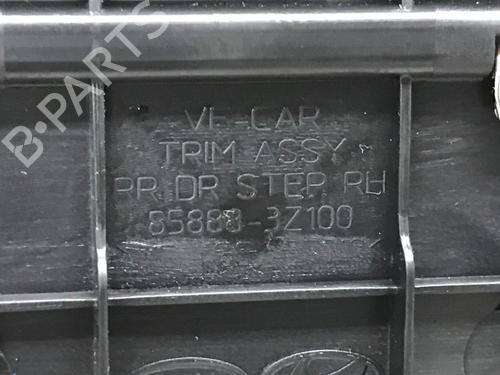 B-PARTS
VF-CAR
TRIM ASSY
RR DR STEP RH
85880-3Z100